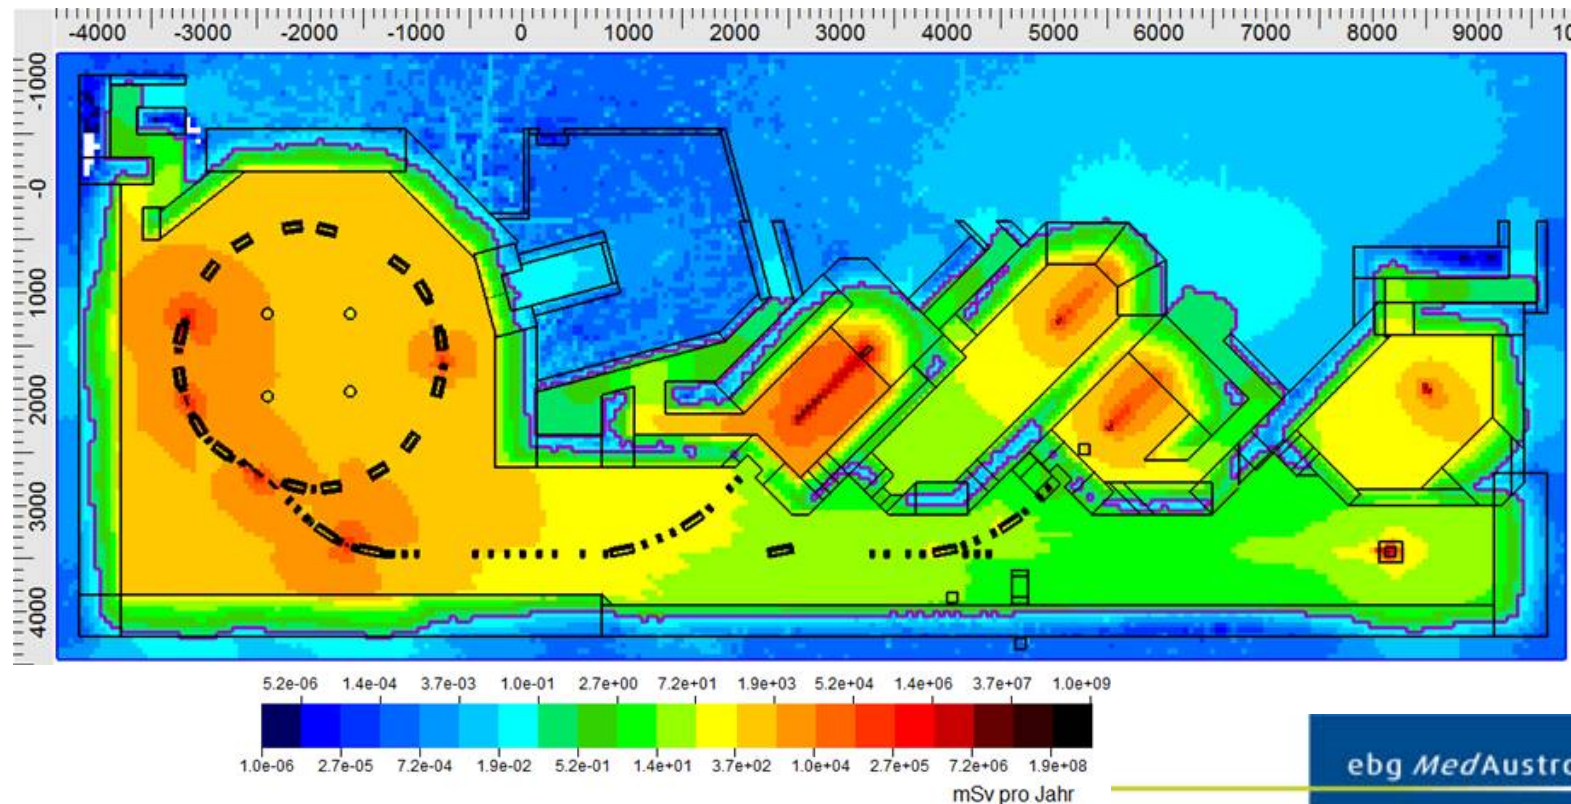 -4000 -3000 -2000 -1000 0 1000 2000 3000 4000 5000 6000 7000 8000 9000 10
-1000
-0
1000
2000
3000
4000
5.2e-06 1.4e-04 3.7e-03 1.0e-01 2.7e+00 7.2e+01 1.9e+03 5.2e+04 1.4e+06 3.7e+07 1.0e+09
1.0e-06 2.7e-05 7.2e-04 1.9e-02 5.2e-01 1.4e+01 3.7e+02 1.0e+04 2.7e+05 7.2e+06 1.9e+08
mSv pro Jahr
ebg MedAustro